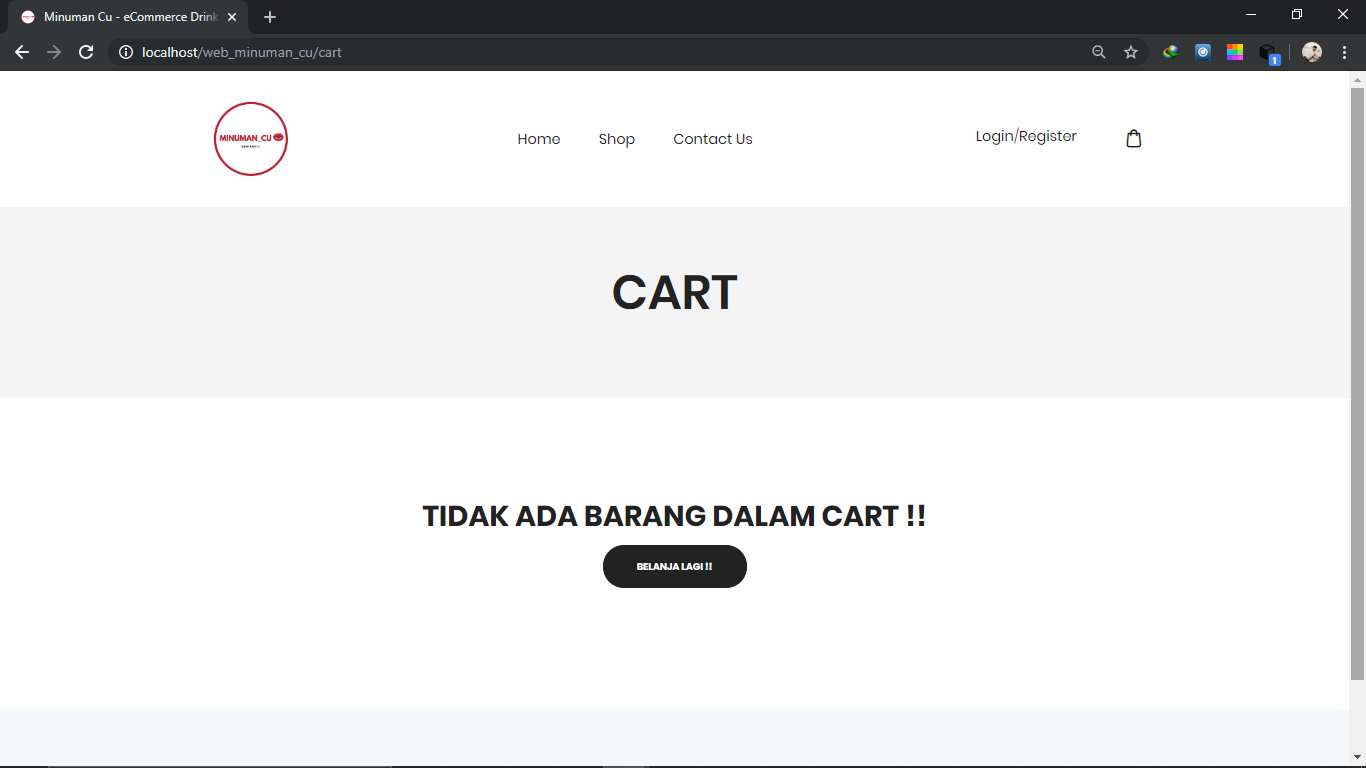 Minuman Cu - eCommerce Drink
localhost/web_minuman_cu/cart
1
MINUMAN_CU
Home
Shop
Contact Us
Login/Register
CART
TIDAK ADA BARANG DALAM CART !!
BELANJA LAGI !!